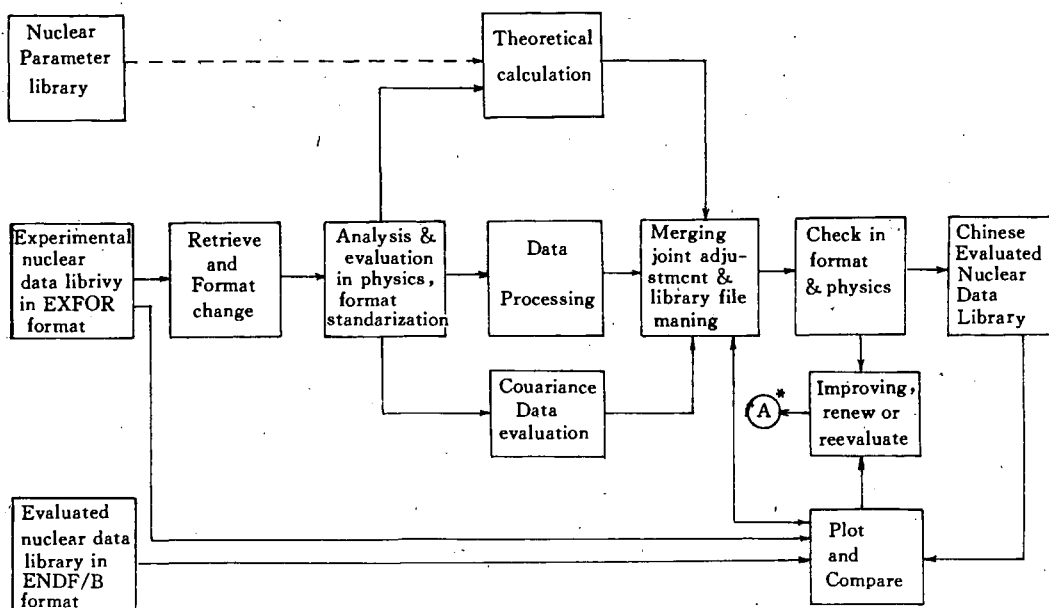 Nuclear
Parameter
library
Theoretical
calculation
Experimental
nuclear
data librivy
in EXFOR
format
Retrieve
and
Format
change
Analysis &
evaluation
in physics,
format
standarization
Data
Processing
Merging
joint adju-
stmcnt &
library file
maning
Check in
format
& physics
Chinese
Evaluated
Nuclear
Data
Library
Couariance
Data
evaluation
A*
Improving,
renew or
reevaluate
Evaluated
nuclear data
library in
ENDF/B
format
Plot
and
Compare